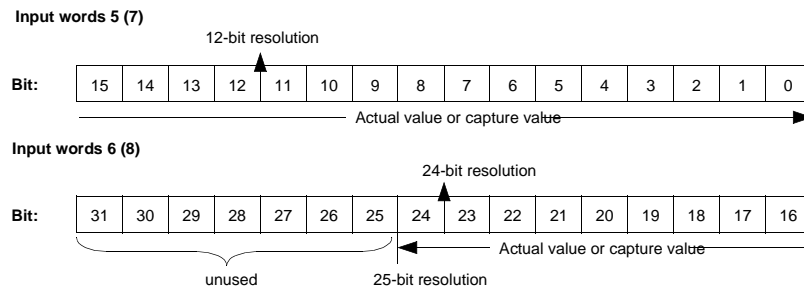 Input words 5 (7)
12-bit resolution
Bit: 15 14 13 12 11 10 9 8 7 6 5 4 3 2 1 0
Actual value or capture value
Input words 6 (8)
24-bit resolution
Bit: 31 30 29 28 27 26 25 24 23 22 21 20 19 18 17 16
Actual value or capture value
unused 25-bit resolution